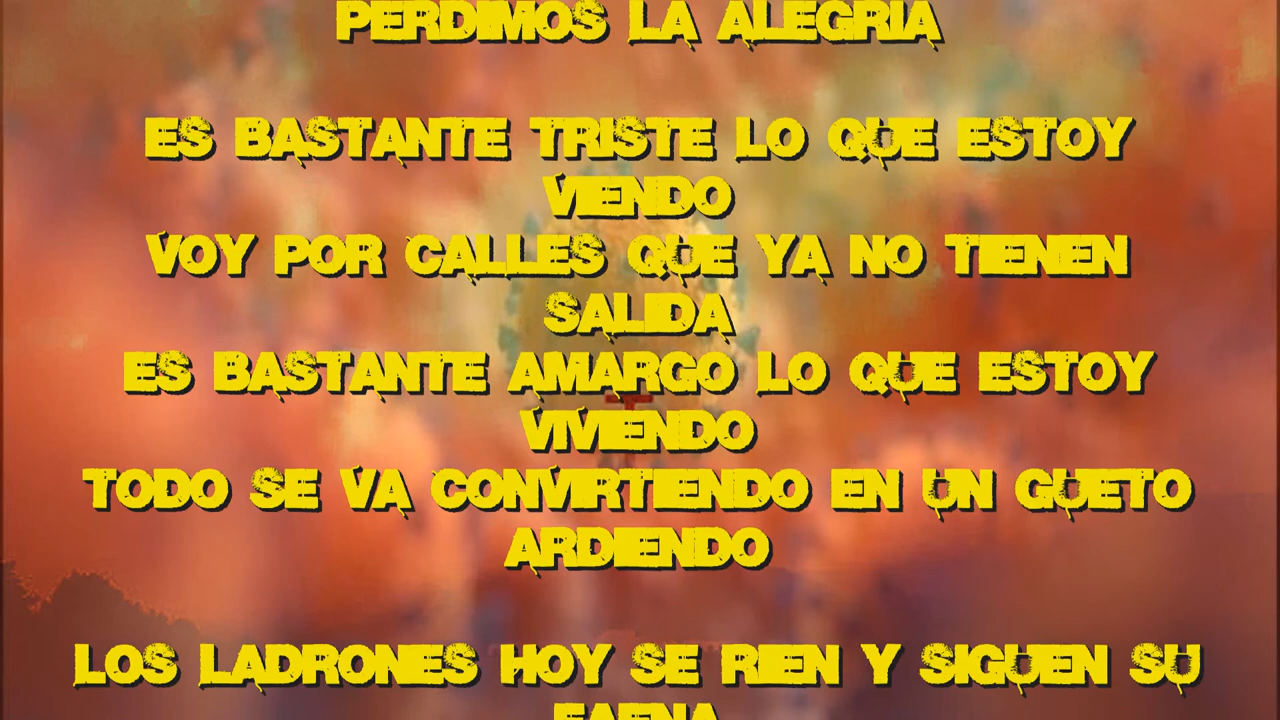 PERDIMOS LA ALEGRIA
ES BASTANTE TRISTE LO QUE ESTOY
VIENDO
VOY POR CALLES QUE YA NO TIENEN
SALIDA
ES BASTANTE AMARGO LO QUE ESTOY
VIVIENDO
TODO SE VA CONVIRTIENDO EN UN GUETO
ARDIENDO
LOS LADRONES HOY SE RIEN Y SIGUEN SU
FAENA